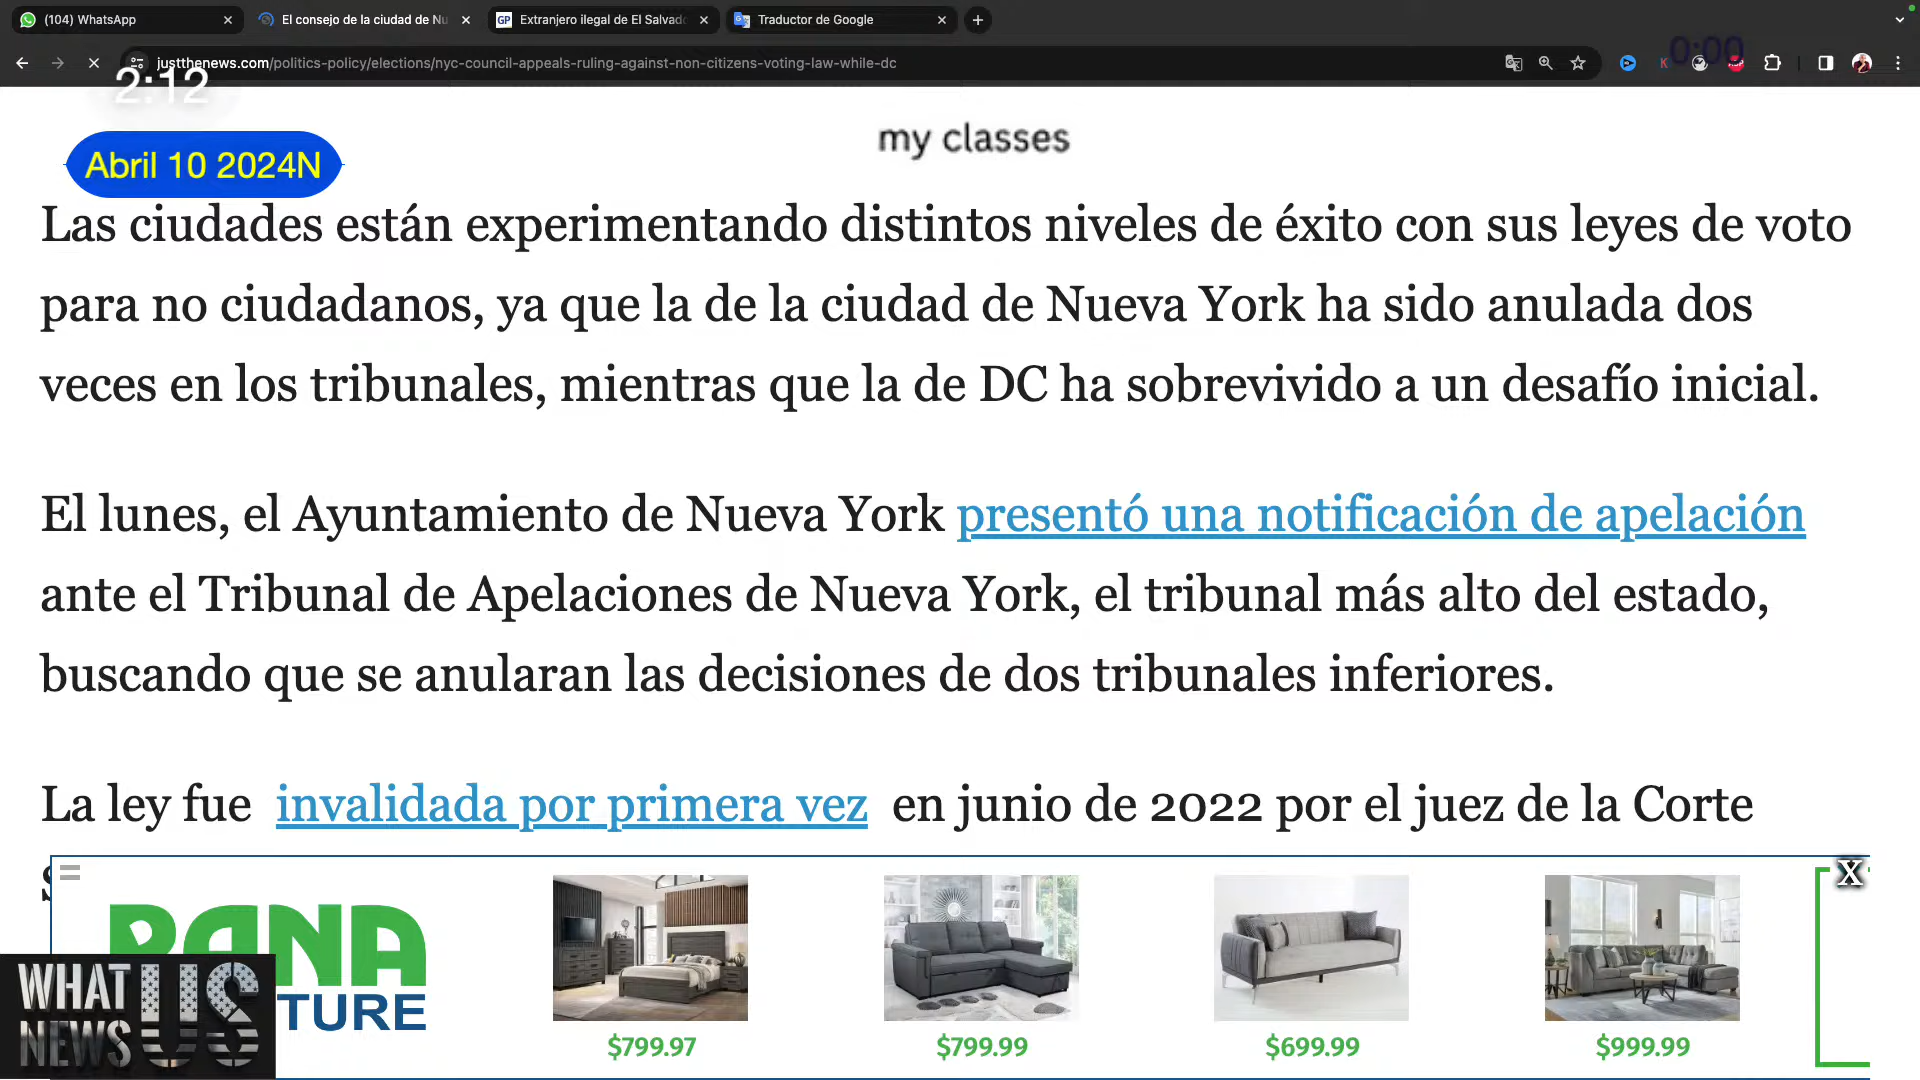 (104) WhatsApp
El consejo de la ciudad de Nu
Extranjero ilegal de El Salvado
Traductor de Google
justthenews.com/politics-policy/elections/nyc-council-appeals-ruling-against-non-citizens-voting-law-while-dc
0:00
2:12
my classes
Abril 10 2024N
Las ciudades están experimentando distintos niveles de éxito con sus leyes de voto
para no ciudadanos, ya que la de la ciudad de Nueva York ha sido anulada dos
veces en los tribunales, mientras que la de DC ha sobrevivido a un desafío inicial.
El lunes, el Ayuntamiento de Nueva York presentó una notificación de apelación
ante el Tribunal de Apelaciones de Nueva York, el tribunal más alto del estado,
buscando que se anularan las decisiones de dos tribunales inferiores.
La ley fue invalidada por primera vez en junio de 2022 por el juez de la Corte
X
TURE
$799.97
$799.99
$699.99
$999.99
WHAT
NEWS
US